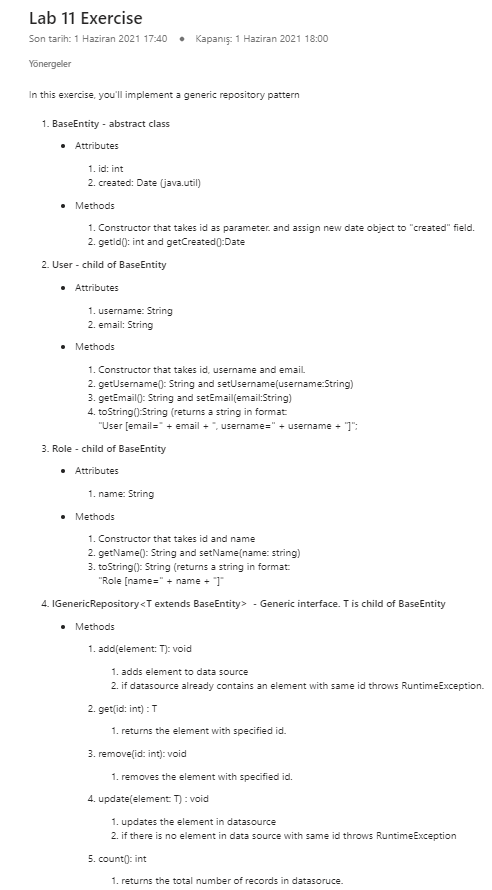 Lab 11 Exercise
Son tarih: 1 Haziran 2021 17:40 • Kapanış: 1 Haziran 2021 18:00
Yönergeler
In this exercise, you'll implement a generic repository pattern
1. BaseEntity - abstract class
• Attributes
1. id: int
2. created: Date (java.util)
• Methods
1. Constructor that takes id as parameter. and assign new date object to "created" field.
2. getId(): int and getCreated():Date
2. User - child of BaseEntity
• Attributes
1. username: String
2. email: String
• Methods
1. Constructor that takes id, username and email.
2. getUsername(): String and setUsername(username:String)
3. getEmail(): String and setEmail(email:String)
4. toString():String (returns a string in format:
"User [email=" + email + ", username=" + username + "]";
3. Role - child of BaseEntity
• Attributes
1. name: String
• Methods
1. Constructor that takes id and name
2. getName(): String and setName(name: string)
3. toString(): String (returns a string in format:
"Role [name=" + name + "]"
4. IGenericRepository<T extends BaseEntity> - Generic interface. T is child of BaseEntity
• Methods
1. add(element: T): void
1. adds element to data source
2. if datasource already contains an element with same id throws RuntimeException.
2. get(id: int) : T
1. returns the element with specified id.
3. remove(id: int): void
1. removes the element with specified id.
4. update(element: T) : void
1. updates the element in datasource
2. if there is no element in data source with same id throws RuntimeException
5. count(): int
1. returns the total number of records in datasoruce.